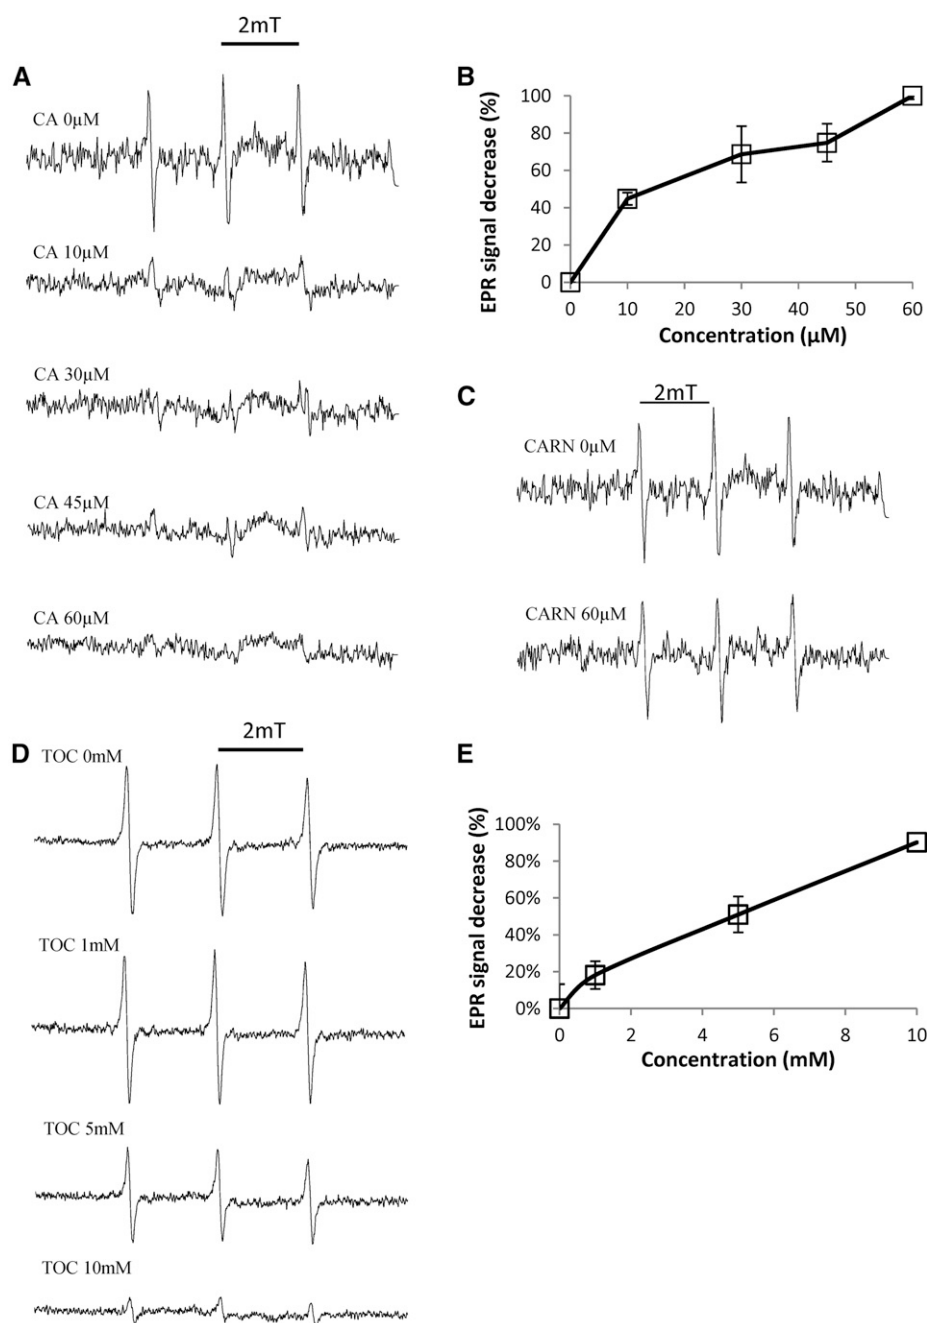 2mT
A
CA 0µM
CA 10µM
CA 30µM
CA 45µM
CA 60µM
B
EPR signal decrease (%)
100
80
60
40
20
0
0 10 20 30 40 50 60
Concentration (µM)
C
2mT
CARN 0µM
CARN 60µM
D
2mT
TOC 0mM
TOC 1mM
TOC 5mM
TOC 10mM
E
EPR signal decrease (%)
100%
80%
60%
40%
20%
0%
0 2 4 6 8 10
Concentration (mM)